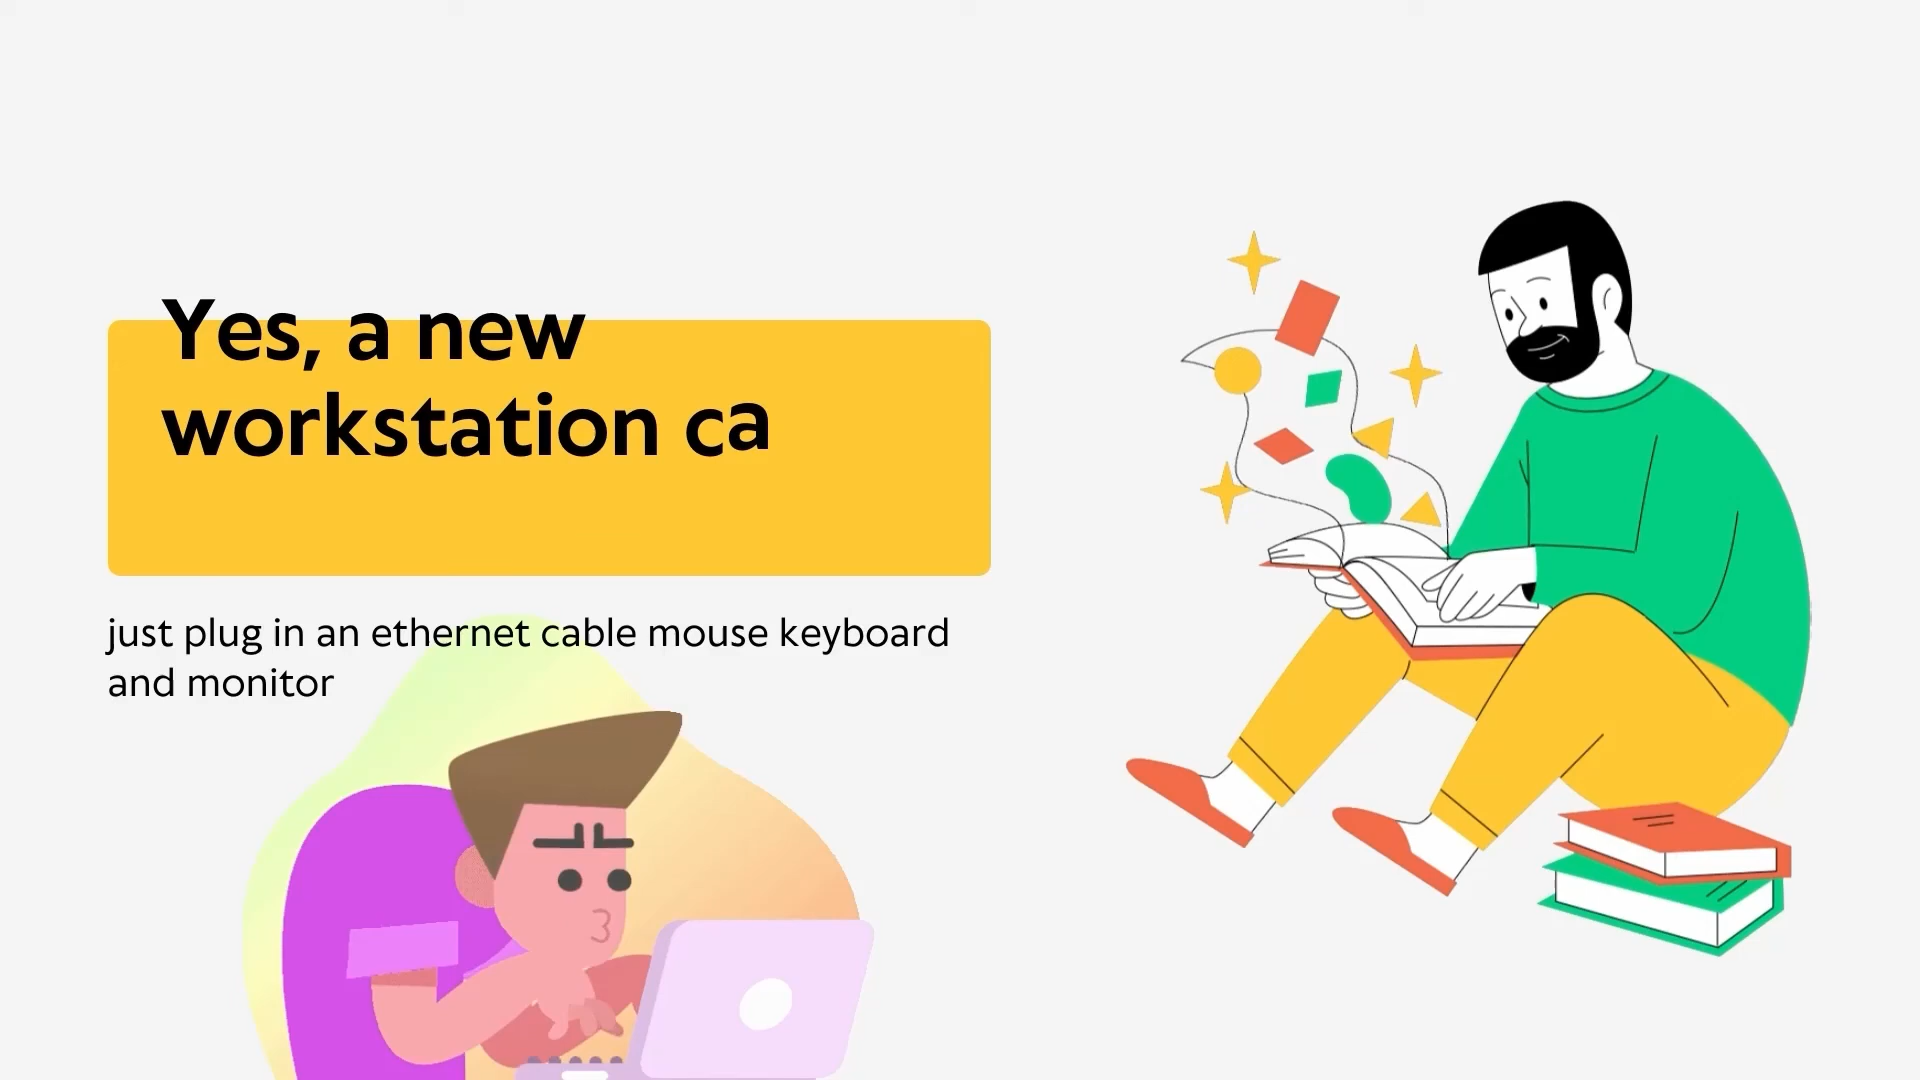 Yes, a new
workstation ca
just plug in an ethernet cable mouse keyboard
and monitor